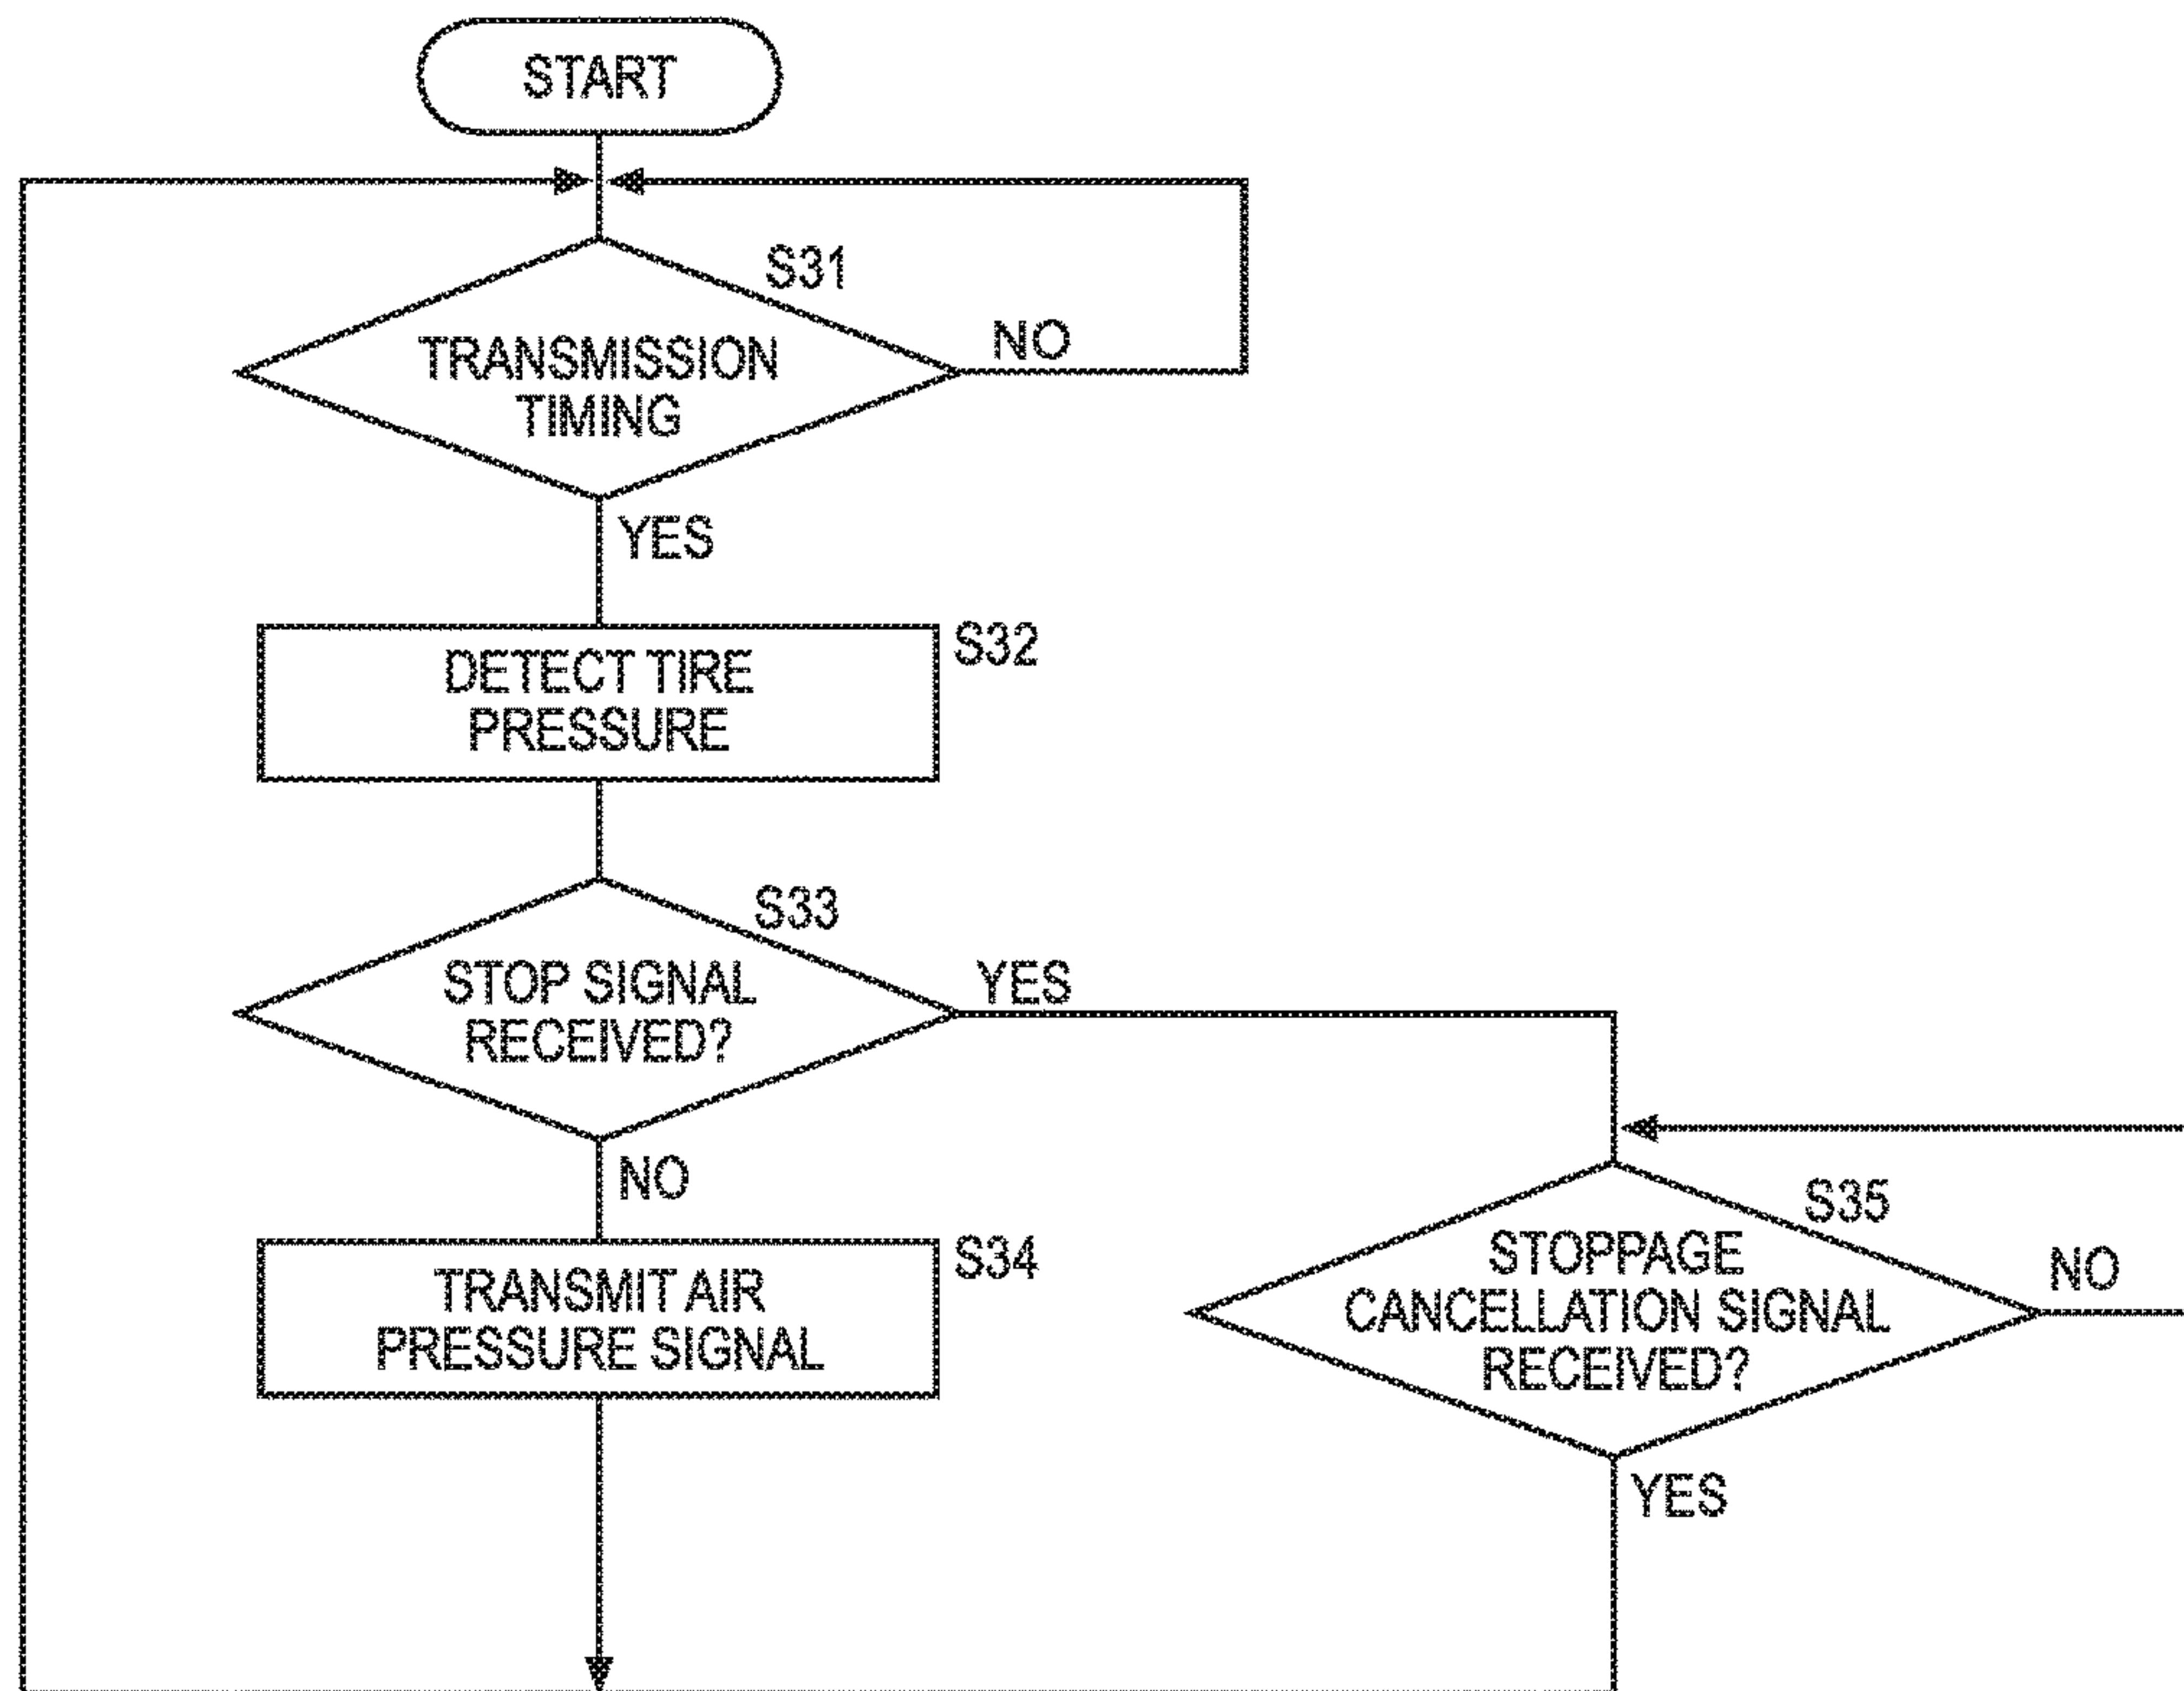 START
S31
TRANSMISSION
TIMING
NO
YES
S32
DETECT TIRE
PRESSURE
S33
STOP SIGNAL
RECEIVED?
YES
NO
S34
TRANSMIT AIR
PRESSURE SIGNAL
S35
STOPPAGE
CANCELLATION SIGNAL
RECEIVED?
NO
YES